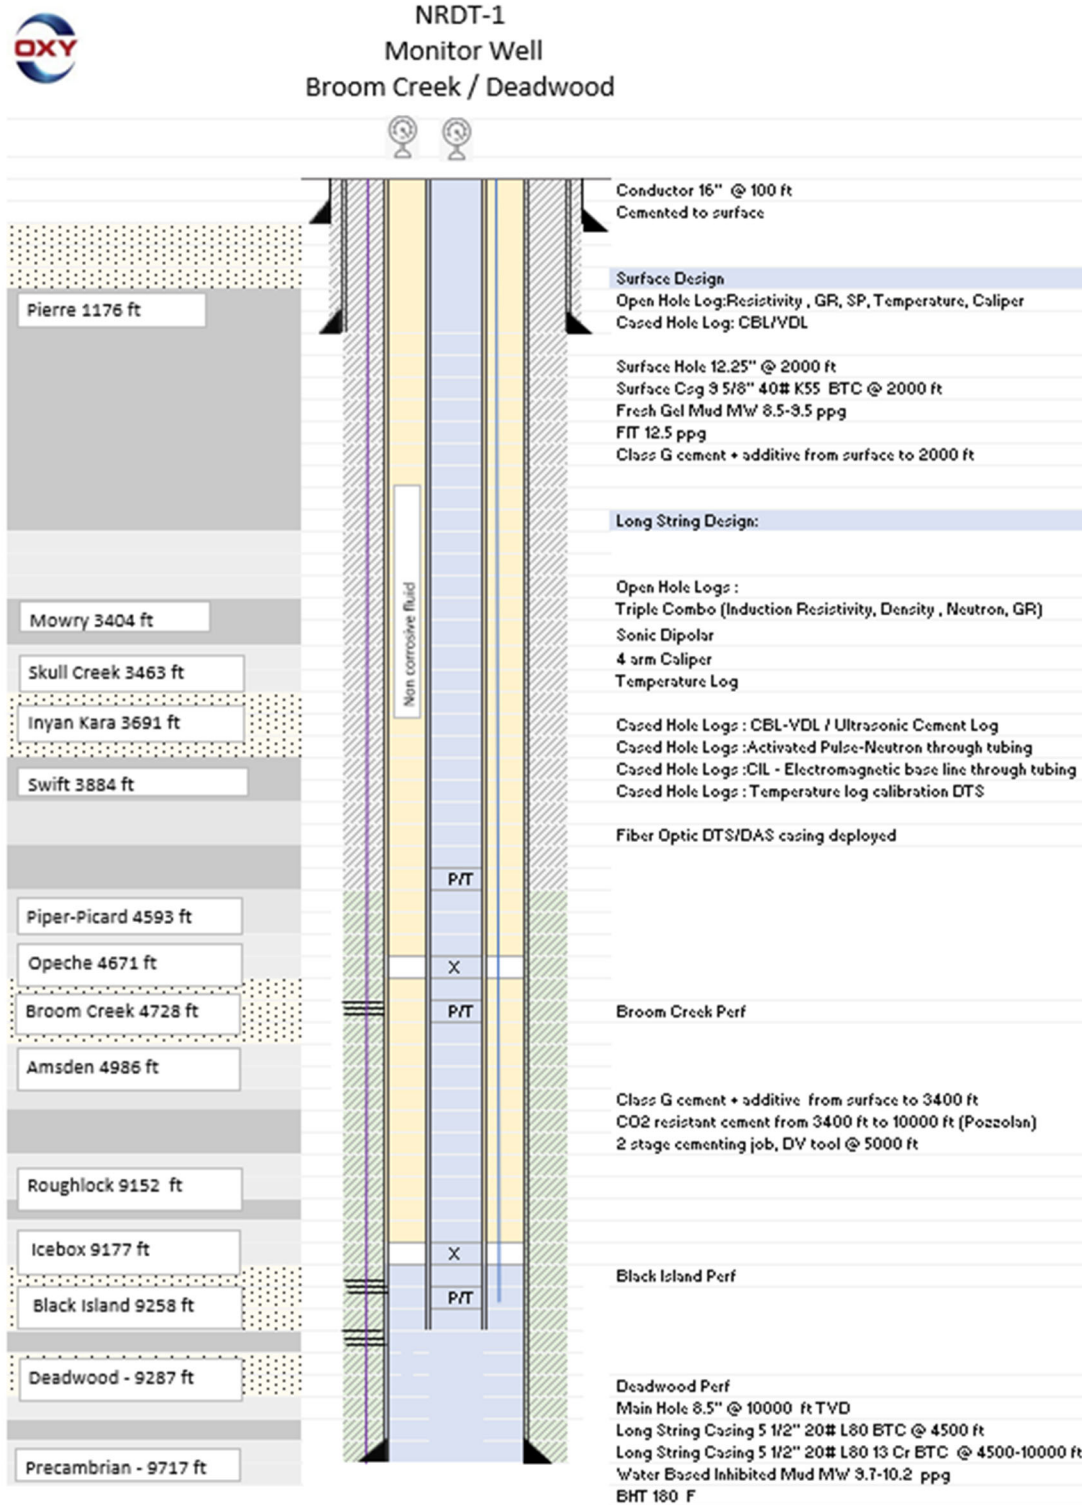 OXY
NRDT-1
Monitor Well
Broom Creek / Deadwood
Conductor 16" @ 100 ft
Cemented to surface
Surface Design
Pierre 1176 ft
Open Hole Log:Resistivity , GR, SP, Temperature, Caliper
Cased Hole Log: CBL/VDL
Surface Hole 12.25" @ 2000 ft
Surface Csg 9 5/8" 40# K55 BTC @ 2000 ft
Fresh Gel Mud MW 8.5-9.5 ppg
FIT 12.5 ppg
Class G cement + additive from surface to 2000 ft
Long String Design:
Non corrosive fluid
Open Hole Logs :
Mowry 3404 ft
Triple Combo (Induction Resistivity, Density , Neutron, GR)
Sonic Dipolar
4 arm Caliper
Skull Creek 3463 ft
Temperature Log
Inyan Kara 3691 ft
Cased Hole Logs : CBL-VDL / Ultrasonic Cement Log
Cased Hole Logs :Activated Pulse-Neutron through tubing
Cased Hole Logs :CIL - Electromagnetic base line through tubing
Swift 3884 ft
Cased Hole Logs : Temperature log calibration DTS
Fiber Optic DTS/DAS casing deployed
P/T
Piper-Picard 4593 ft
Opeche 4671 ft
X
Broom Creek 4728 ft
P/T
Broom Creek Perf
Amsden 4986 ft
Class G cement + additive from surface to 3400 ft
CO2 resistant cement from 3400 ft to 10000 ft (Pozzolan)
2 stage cementing job, DV tool @ 5000 ft
Roughlock 9152 ft
Icebox 9177 ft
X
Black Island Perf
Black Island 9258 ft
P/T
Deadwood - 9287 ft
Deadwood Perf
Main Hole 8.5" @ 10000 ft TVD
Long String Casing 5 1/2" 20# L80 BTC @ 4500 ft
Long String Casing 5 1/2" 20# L80 13 Cr BTC @ 4500-10000 ft
Precambrian - 9717 ft
Water Based Inhibited Mud MW 9.7-10.2 ppg
BHT 180 F